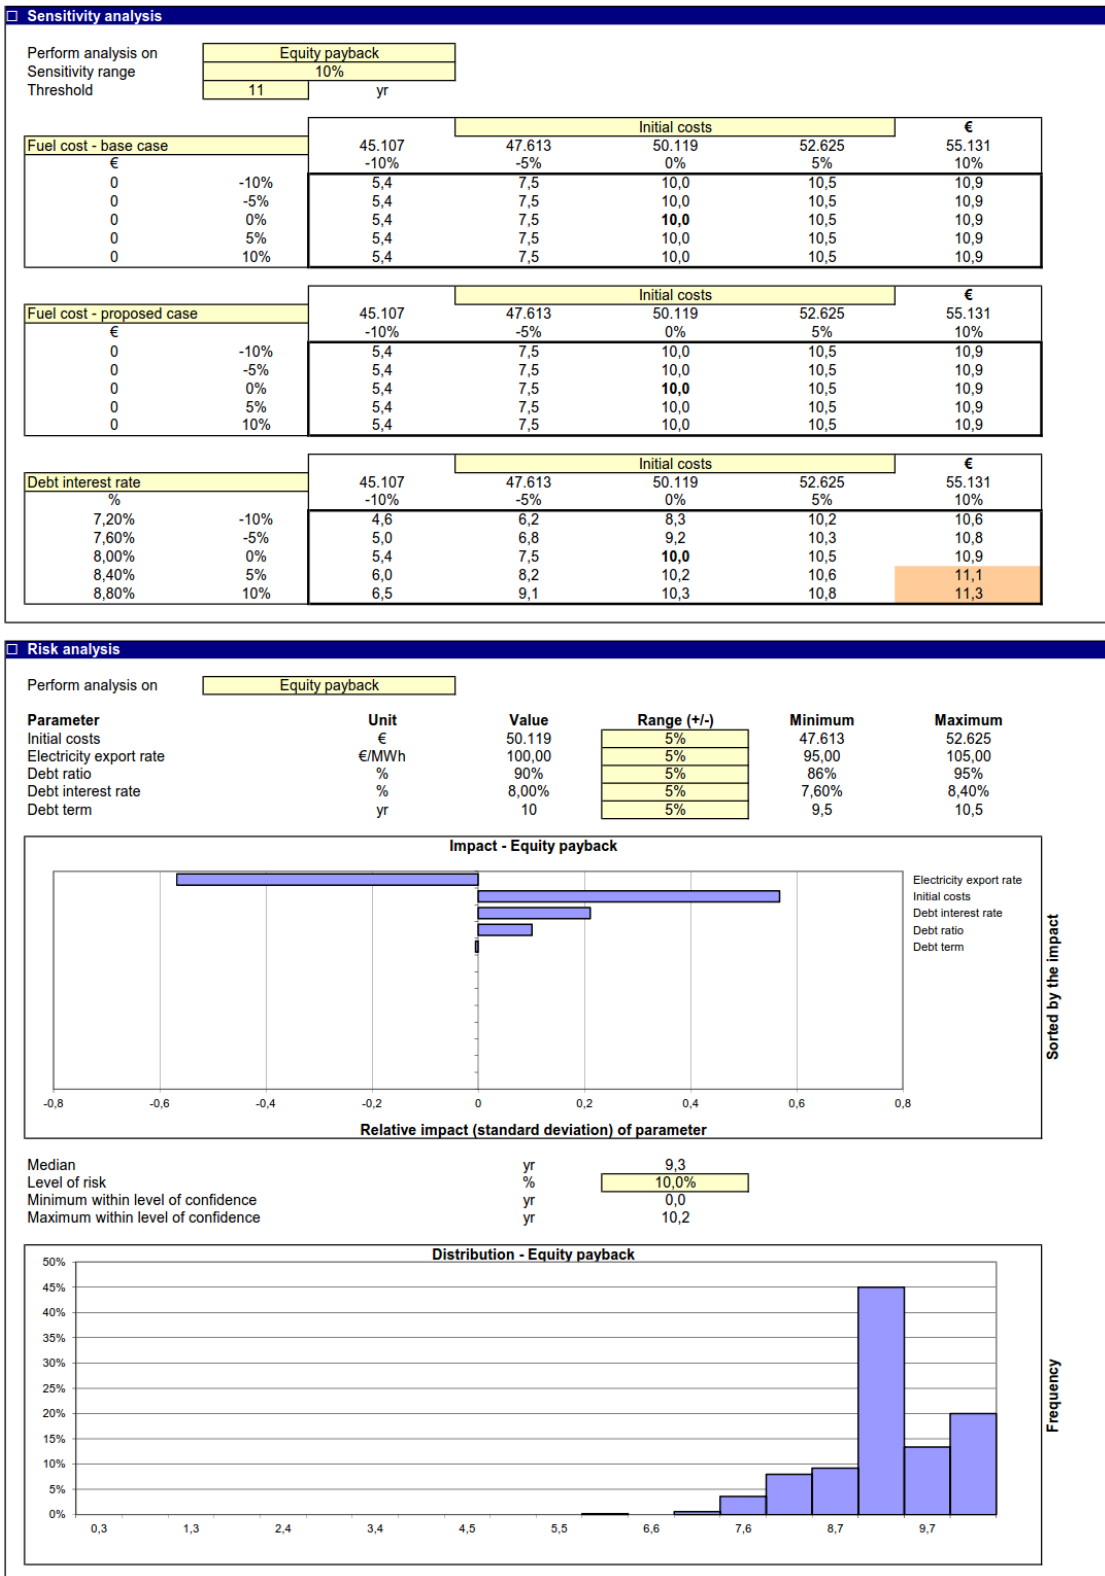 Sensitivity analysis
Perform analysis on Equity payback
Sensitivity range 10%
Threshold 11 yr
Initial costs €
Fuel cost - base case 45.107 47.613 50.119 52.625 55.131
€ -10% -5% 0% 5% 10%
0 -10% 5,4 7,5 10,0 10,5 10,9
0 -5% 5,4 7,5 10,0 10,5 10,9
0 0% 5,4 7,5 10,0 10,5 10,9
0 5% 5,4 7,5 10,0 10,5 10,9
0 10% 5,4 7,5 10,0 10,5 10,9
Initial costs €
Fuel cost - proposed case 45.107 47.613 50.119 52.625 55.131
€ -10% -5% 0% 5% 10%
0 -10% 5,4 7,5 10,0 10,5 10,9
0 -5% 5,4 7,5 10,0 10,5 10,9
0 0% 5,4 7,5 10,0 10,5 10,9
0 5% 5,4 7,5 10,0 10,5 10,9
0 10% 5,4 7,5 10,0 10,5 10,9
Initial costs €
Debt interest rate 45.107 47.613 50.119 52.625 55.131
% -10% -5% 0% 5% 10%
7,20% -10% 4,6 6,2 8,3 10,2 10,6
7,60% -5% 5,0 6,8 9,2 10,3 10,8
8,00% 0% 5,4 7,5 10,0 10,5 10,9
8,40% 5% 6,0 8,2 10,2 10,6 11,1
8,80% 10% 6,5 9,1 10,3 10,8 11,3
Risk analysis
Perform analysis on Equity payback
Parameter Unit Value Range (+/-) Minimum Maximum
Initial costs € 50.119 5% 47.613 52.625
Electricity export rate €/MWh 100,00 5% 95,00 105,00
Debt ratio % 90% 5% 86% 95%
Debt interest rate % 8,00% 5% 7,60% 8,40%
Debt term yr 10 5% 9,5 10,5
Impact - Equity payback
Electricity export rate
Initial costs
Debt interest rate
Debt ratio
Debt term
Sorted by the impact
-0,8 -0,6 -0,4 -0,2 0 0,2 0,4 0,6 0,8
Relative impact (standard deviation) of parameter
Median yr 9,3
Level of risk % 10,0%
Minimum within level of confidence yr 0,0
Maximum within level of confidence yr 10,2
Distribution - Equity payback
50%
45%
40%
35%
30%
25%
20%
15%
10%
5%
0%
Frequency
0,3 1,3 2,4 3,4 4,5 5,5 6,6 7,6 8,7 9,7